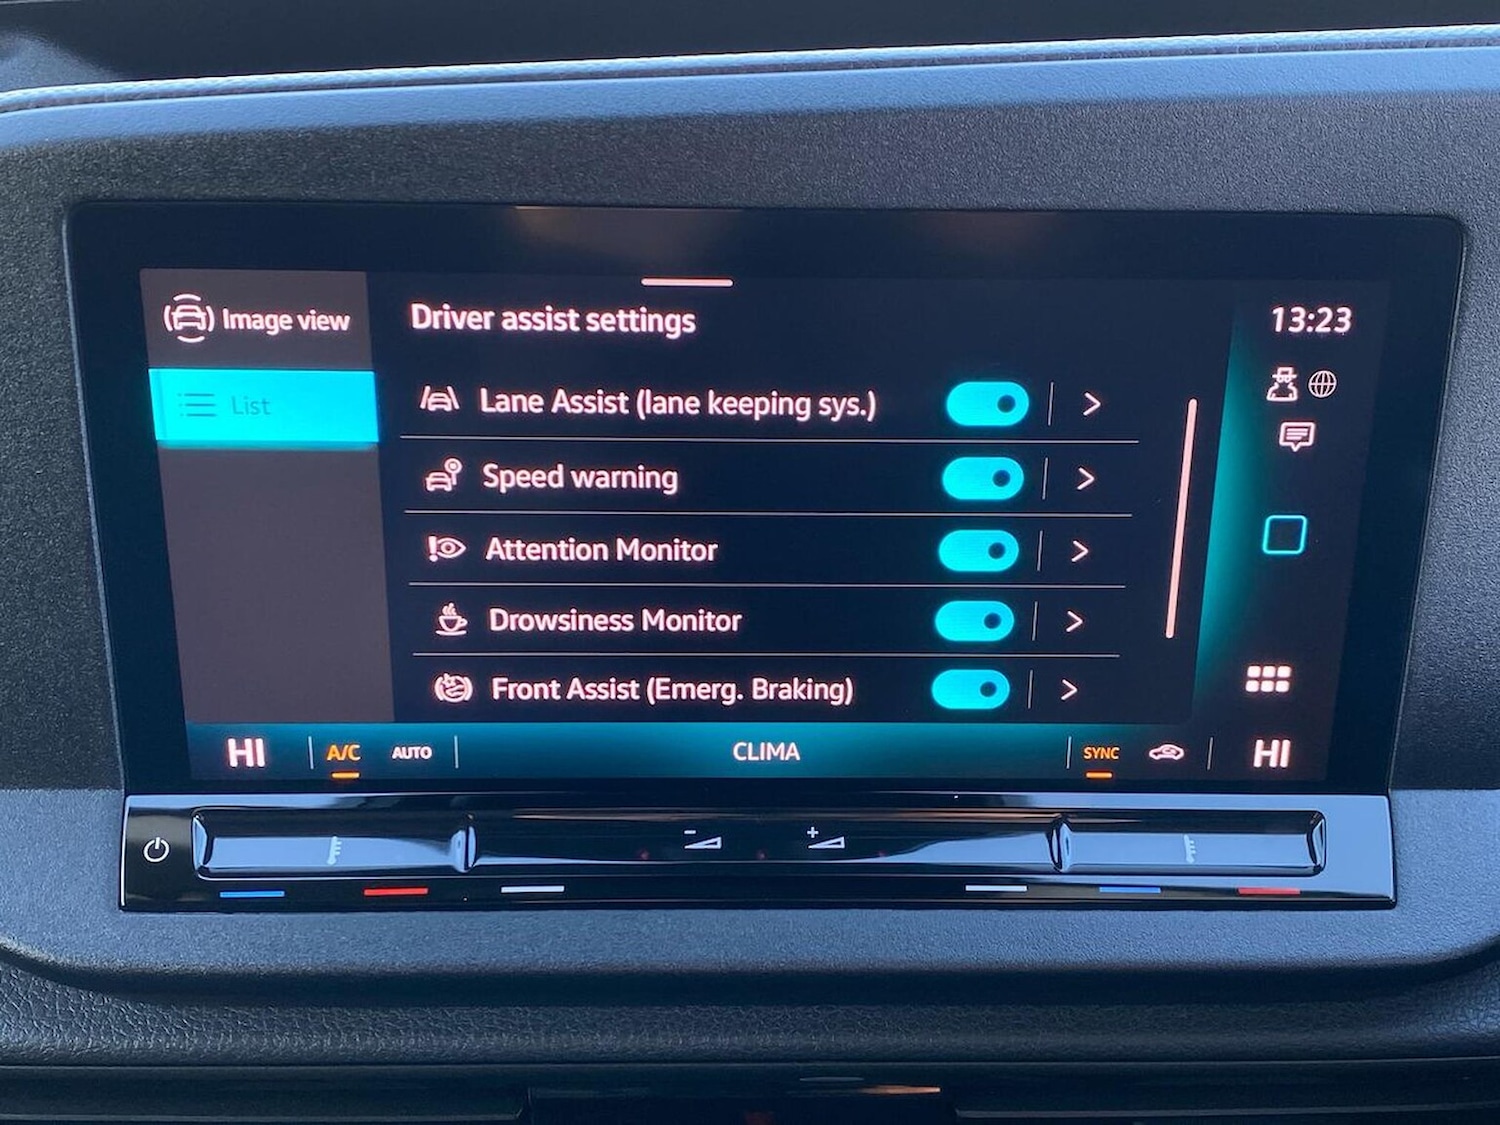 Image view
List
Driver assist settings
Lane Assist (lane keeping sys.)
Speed warning
Attention Monitor
Drowsiness Monitor
Front Assist (Emerg. Braking)
13:23
HI
A/C
AUTO
CLIMA
SYNC
HI
- +